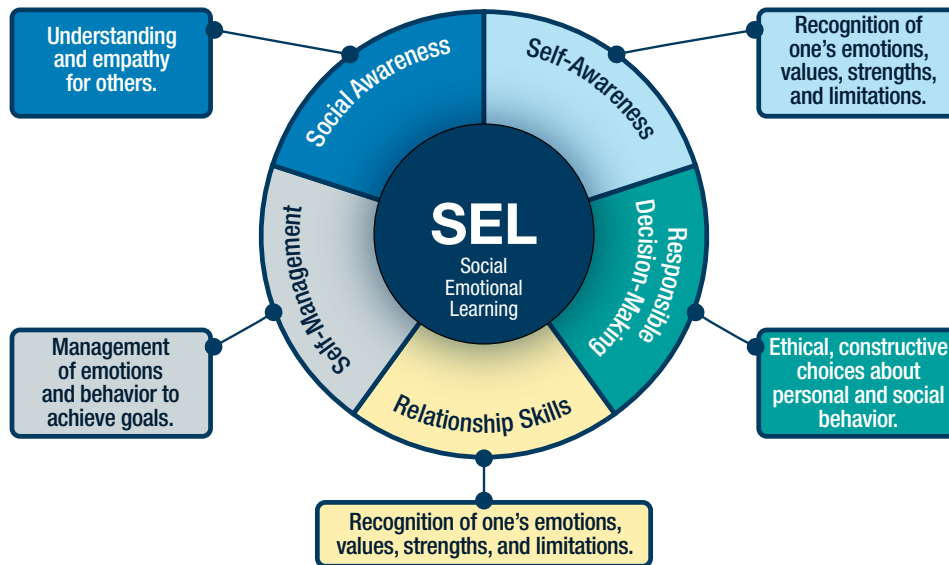 Understanding
and empathy
for others.
Social Awareness
Self-Awareness
Recognition of
one’s emotions,
values, strengths,
and limitations.
SEL
Social
Emotional
Learning
Self-Management
Responsible
Decision-Making
Management
of emotions
and behavior to
achieve goals.
Relationship Skills
Ethical, constructive
choices about
personal and social
behavior.
Recognition of one’s emotions,
values, strengths, and limitations.